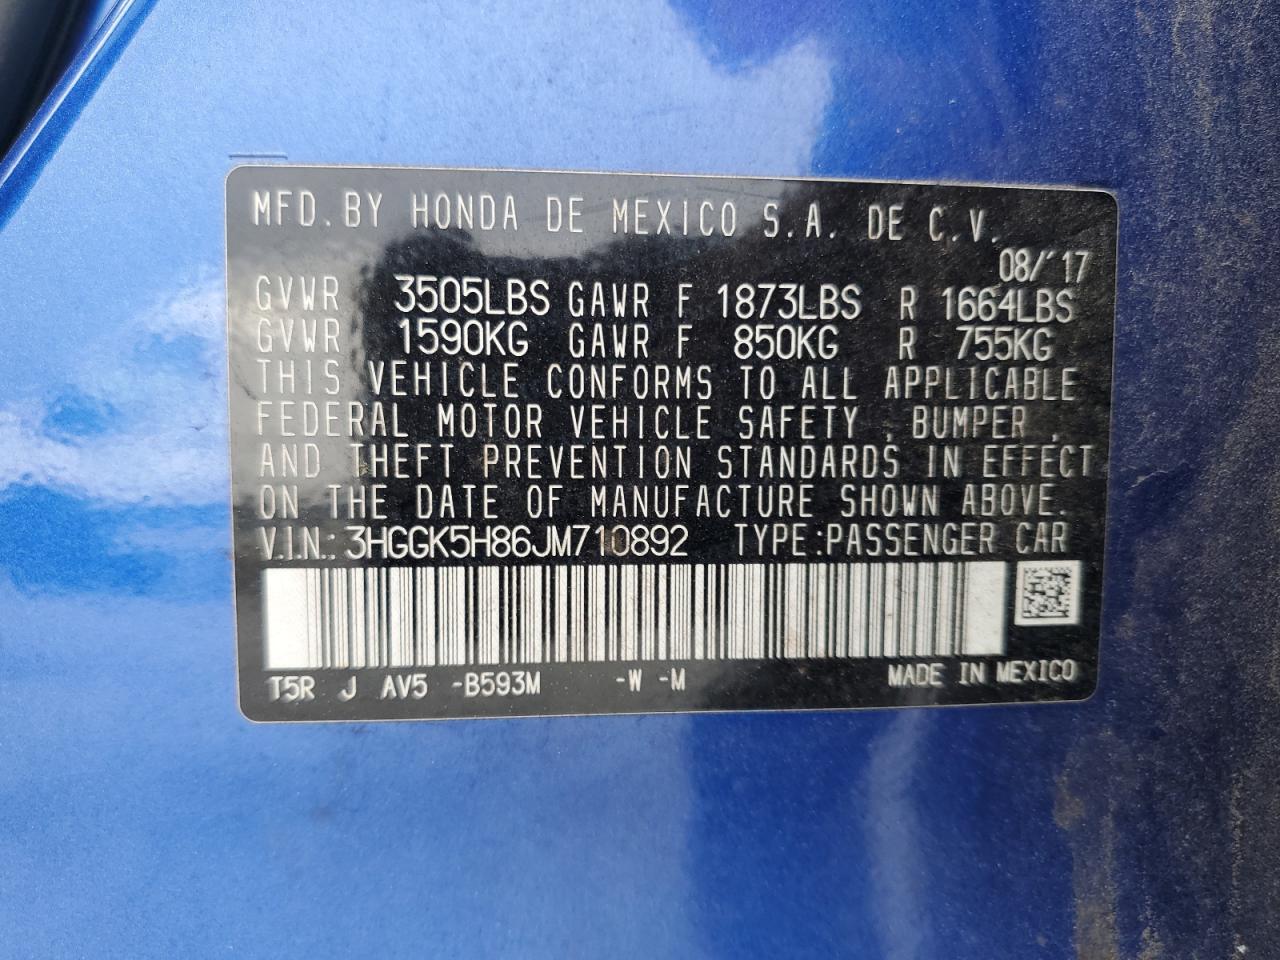 MFD. BY HONDA DE MEXICO S.A. DE C.V.
08/'17
GVWR 3505LBS GAWR F 1873LBS R 1664LBS
GVWR 1590KG GAWR F 850KG R 755KG
THIS VEHICLE CONFORMS TO ALL APPLICABLE
FEDERAL MOTOR VEHICLE SAFETY , BUMPER ,
AND THEFT PREVENTION STANDARDS IN EFFECT
ON THE DATE OF MANUFACTURE SHOWN ABOVE.
V.I.N.: 3HGGK5H86JM710892 TYPE:PASSENGER CAR
T5R J AV5 -B593M -W -M MADE IN MEXICO